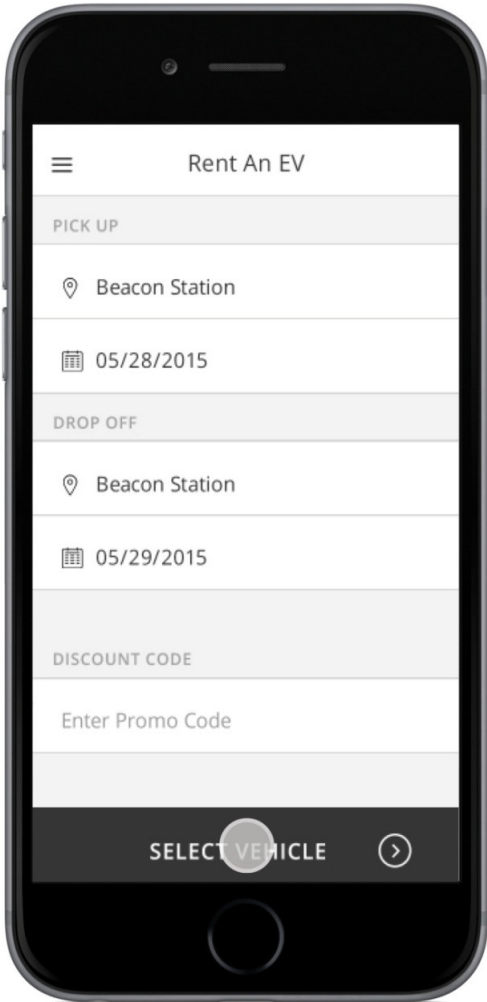 Rent An EV
PICK UP
Beacon Station
05/28/2015
DROP OFF
Beacon Station
05/29/2015
DISCOUNT CODE
Enter Promo Code
SELECT VEHICLE